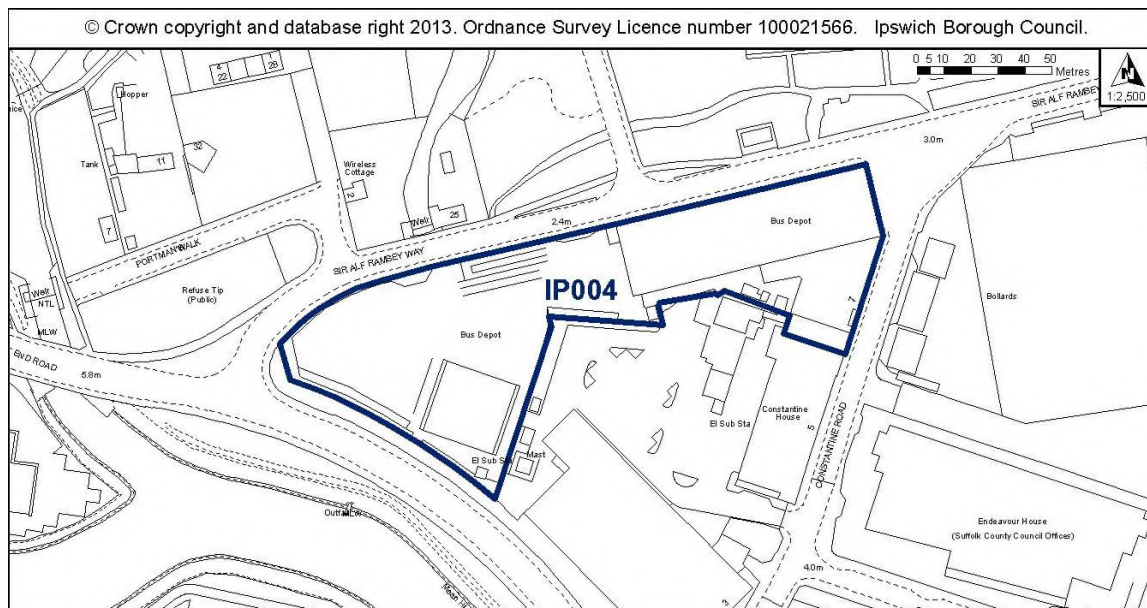 © Crown copyright and database right 2013. Ordnance Survey Licence number 100021566. Ipswich Borough Council.
0 5 10 20 30 40 50
Metres
N
1:2,500
SIR ALF RAMSEY
3.0m
4
22
1
28
Hopper
Tank
11
32
7
Wireless
Cottage
2
Weir
25
2.4m
Bus Depot
PORTMAN WALK
SIR ALF RAMSEY WAY
Refuse Tip
(Public)
IP004
Weir
NTL
MLW
Bus Depot
7
Bollards
END ROAD
5.8m
Constantine
House
El Sub Sta
5
CONSTANTINE ROAD
El Sub Sta
Mast
Endeavour House
(Suffolk County Council Offices)
4.0m
3